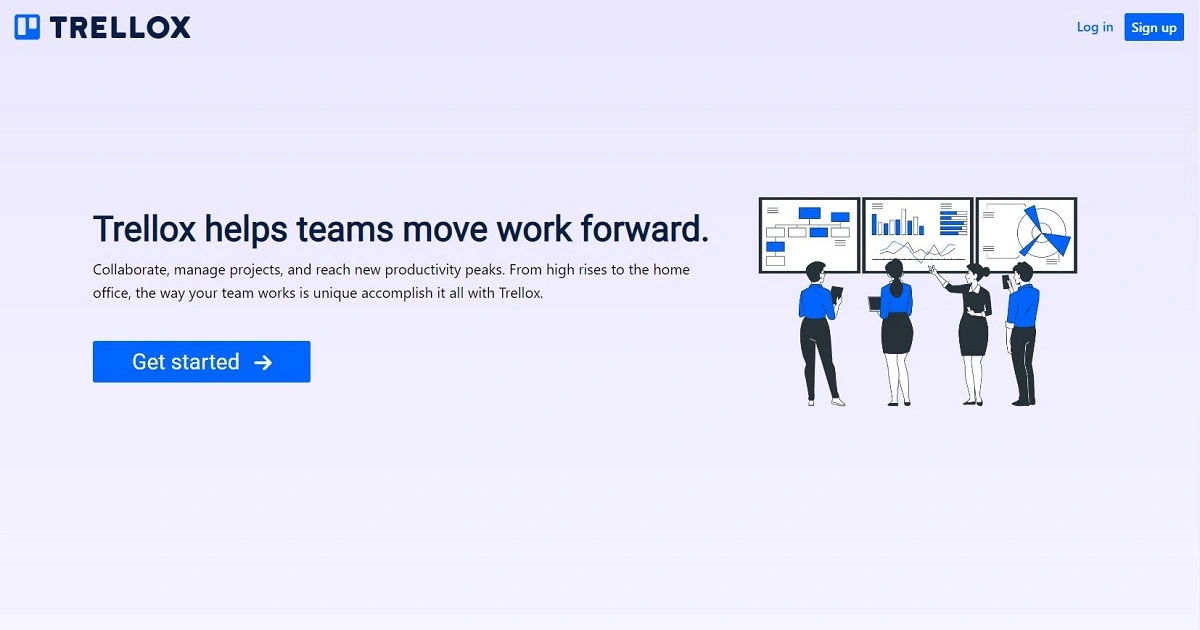 TRELLOX
Log in
Sign up
Trellox helps teams move work forward.
Collaborate, manage projects, and reach new productivity peaks. From high rises to the home
office, the way your team works is unique accomplish it all with Trellox.
Get started →